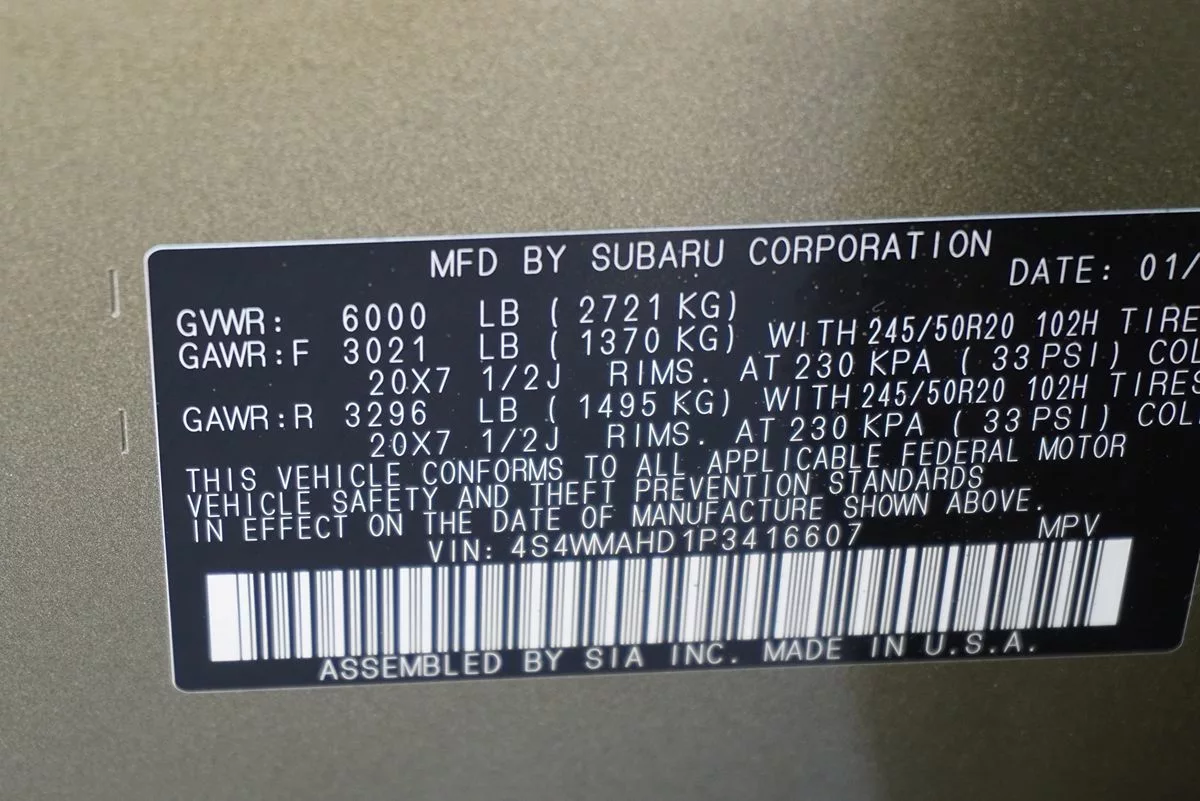 MFD BY SUBARU CORPORATION
DATE: 01/
GVWR: 6000 LB ( 2721 KG)
GAWR:F 3021 LB ( 1370 KG) WITH 245/50R20 102H TIRE
20X7 1/2J RIMS. AT 230 KPA ( 33 PSI) COL
GAWR:R 3296 LB ( 1495 KG) WITH 245/50R20 102H TIRES
20X7 1/2J RIMS. AT 230 KPA ( 33 PSI) COL
THIS VEHICLE CONFORMS TO ALL APPLICABLE FEDERAL MOTOR
VEHICLE SAFETY AND THEFT PREVENTION STANDARDS
IN EFFECT ON THE DATE OF MANUFACTURE SHOWN ABOVE.
VIN: 4S4WMAHD1P3416607 MPV
ASSEMBLED BY SIA INC. MADE IN U.S.A.